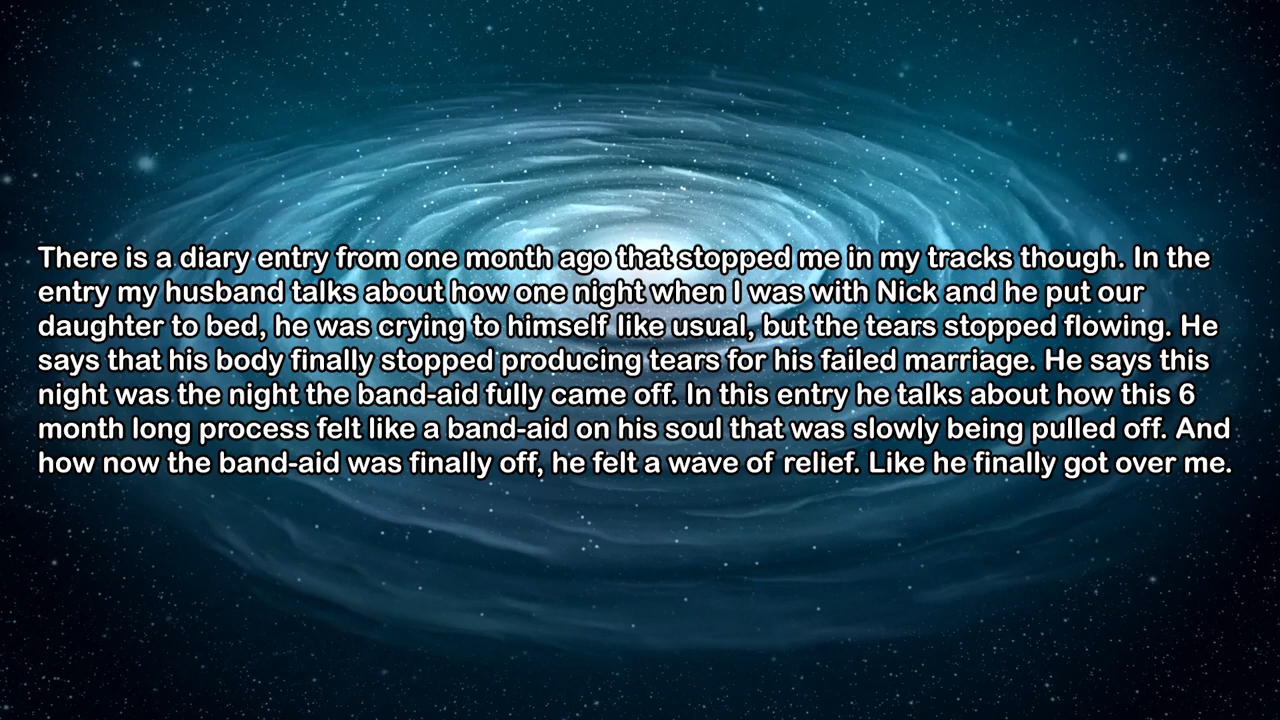 There is a diary entry from one month ago that stopped me in my tracks though. In the
entry my husband talks about how one night when I was with Nick and he put our
daughter to bed, he was crying to himself like usual, but the tears stopped flowing. He
says that his body finally stopped producing tears for his failed marriage. He says this
night was the night the band-aid fully came off. In this entry he talks about how this 6
month long process felt like a band-aid on his soul that was slowly being pulled off. And
how now the band-aid was finally off, he felt a wave of relief. Like he finally got over me.